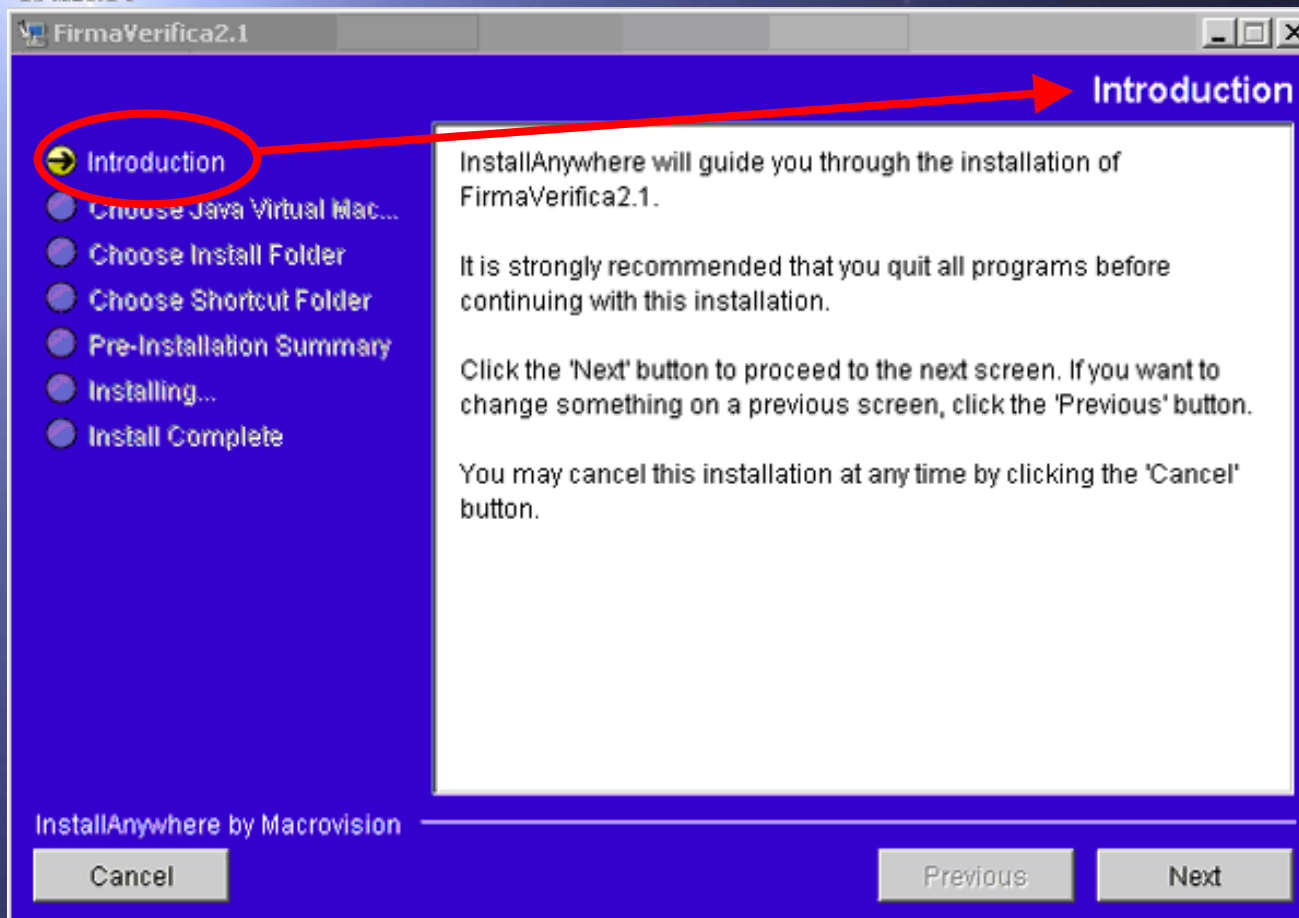 FirmaVerifica2.1
Introduction
Introduction
Choose Java Virtual Mac...
Choose Install Folder
Choose Shortcut Folder
Pre-Installation Summary
Installing...
Install Complete
InstallAnywhere will guide you through the installation of
FirmaVerifica2.1.
It is strongly recommended that you quit all programs before
continuing with this installation.
Click the 'Next' button to proceed to the next screen. If you want to
change something on a previous screen, click the 'Previous' button.
You may cancel this installation at any time by clicking the 'Cancel'
button.
InstallAnywhere by Macrovision
Cancel
Previous
Next